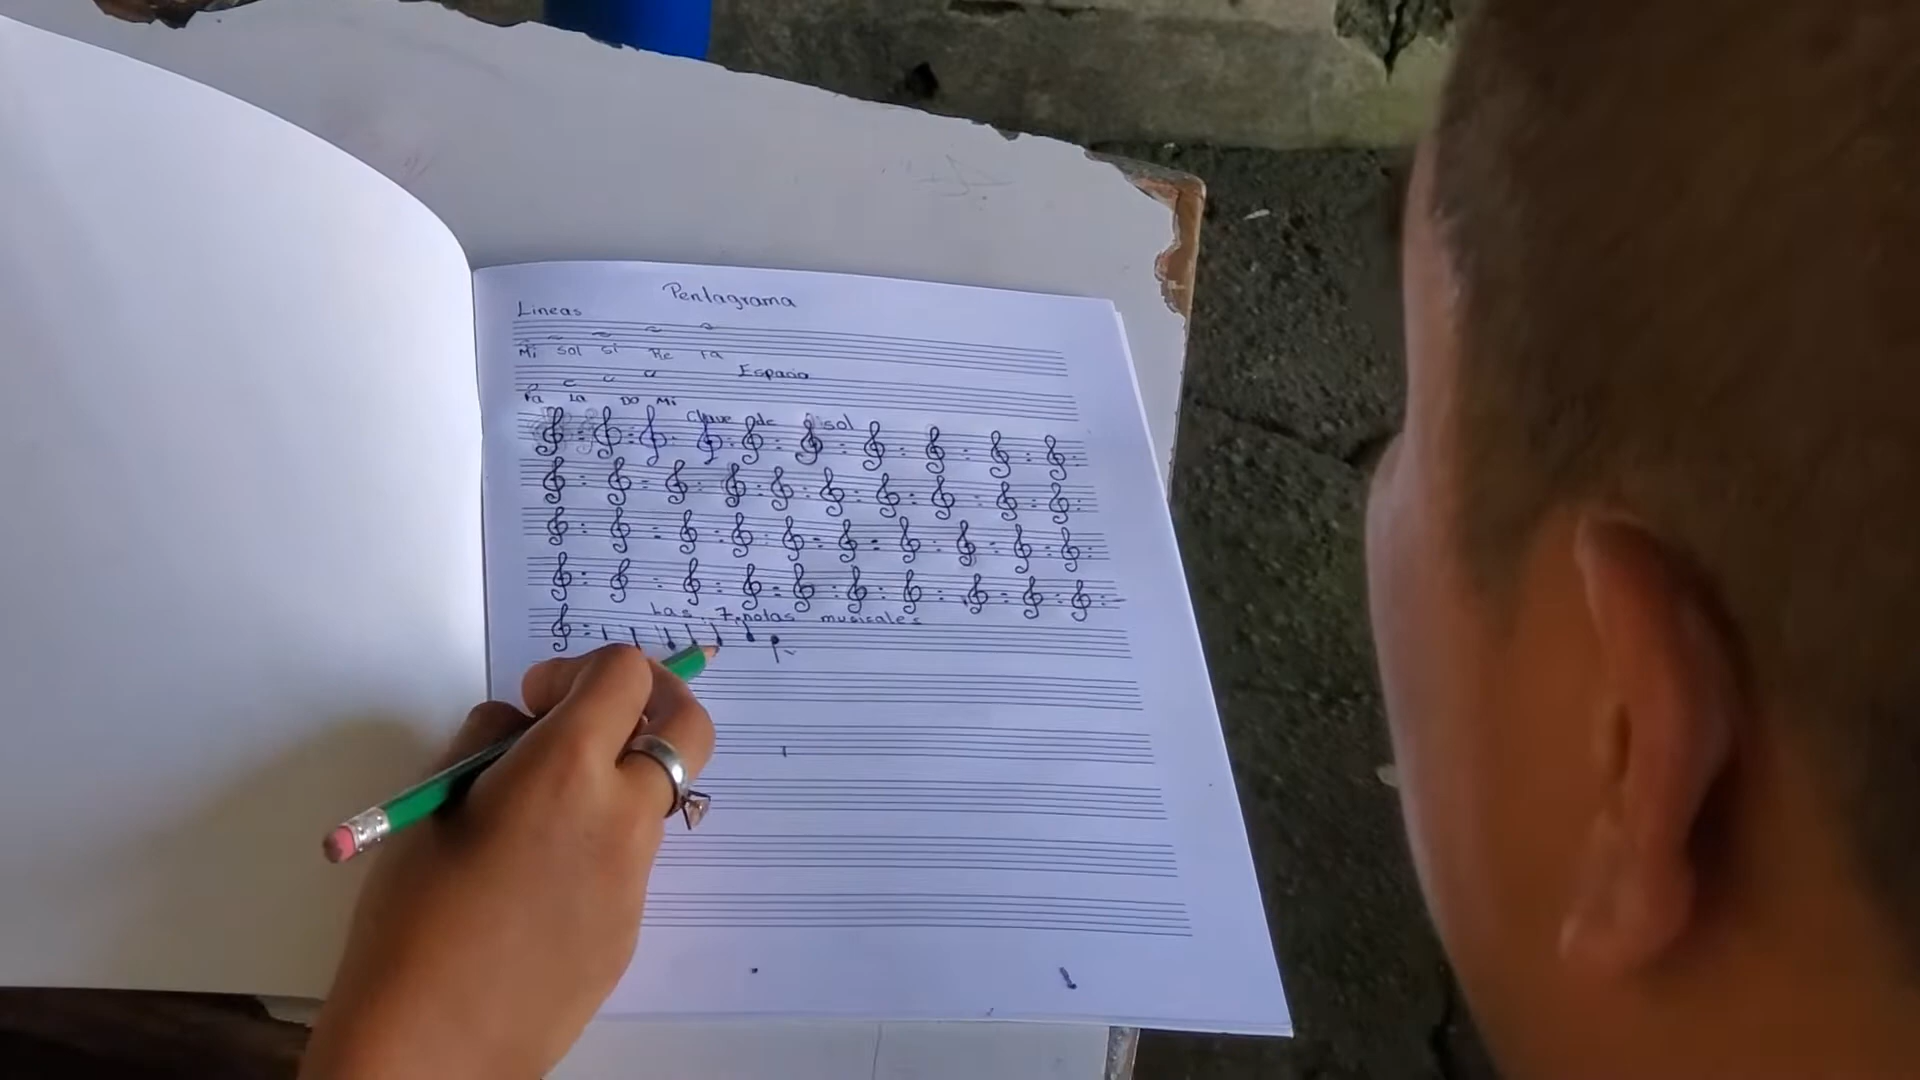 Pentagrama
Lineas
Mi Sol Si Re Fa
Espacio
Fa La Do Mi
Clave de sol
Las 7 notas musicales